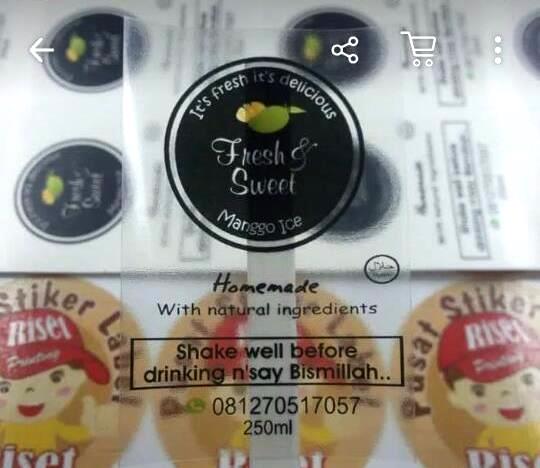 It's fresh it's delicious
Fresh &
Sweet
Manggo Ice
Homemade
With natural ingredients
Shake well before
drinking n'say Bismillah..
081270517057
250ml
Stiker
RISET
Printing
Riset
Pusat Stiker
RISET
Riset